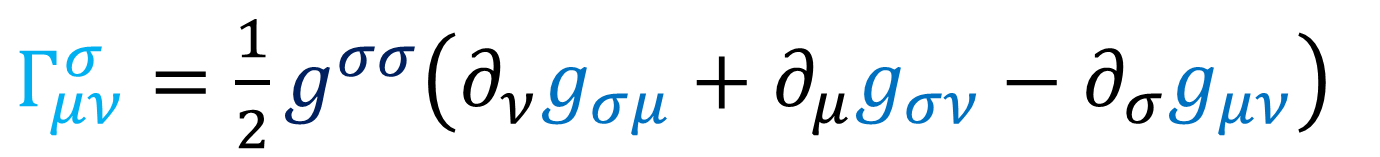 Γ^σ_μν = 1/2 g^σσ (∂_ν g_σμ + ∂_μ g_σν − ∂_σ g_μν)